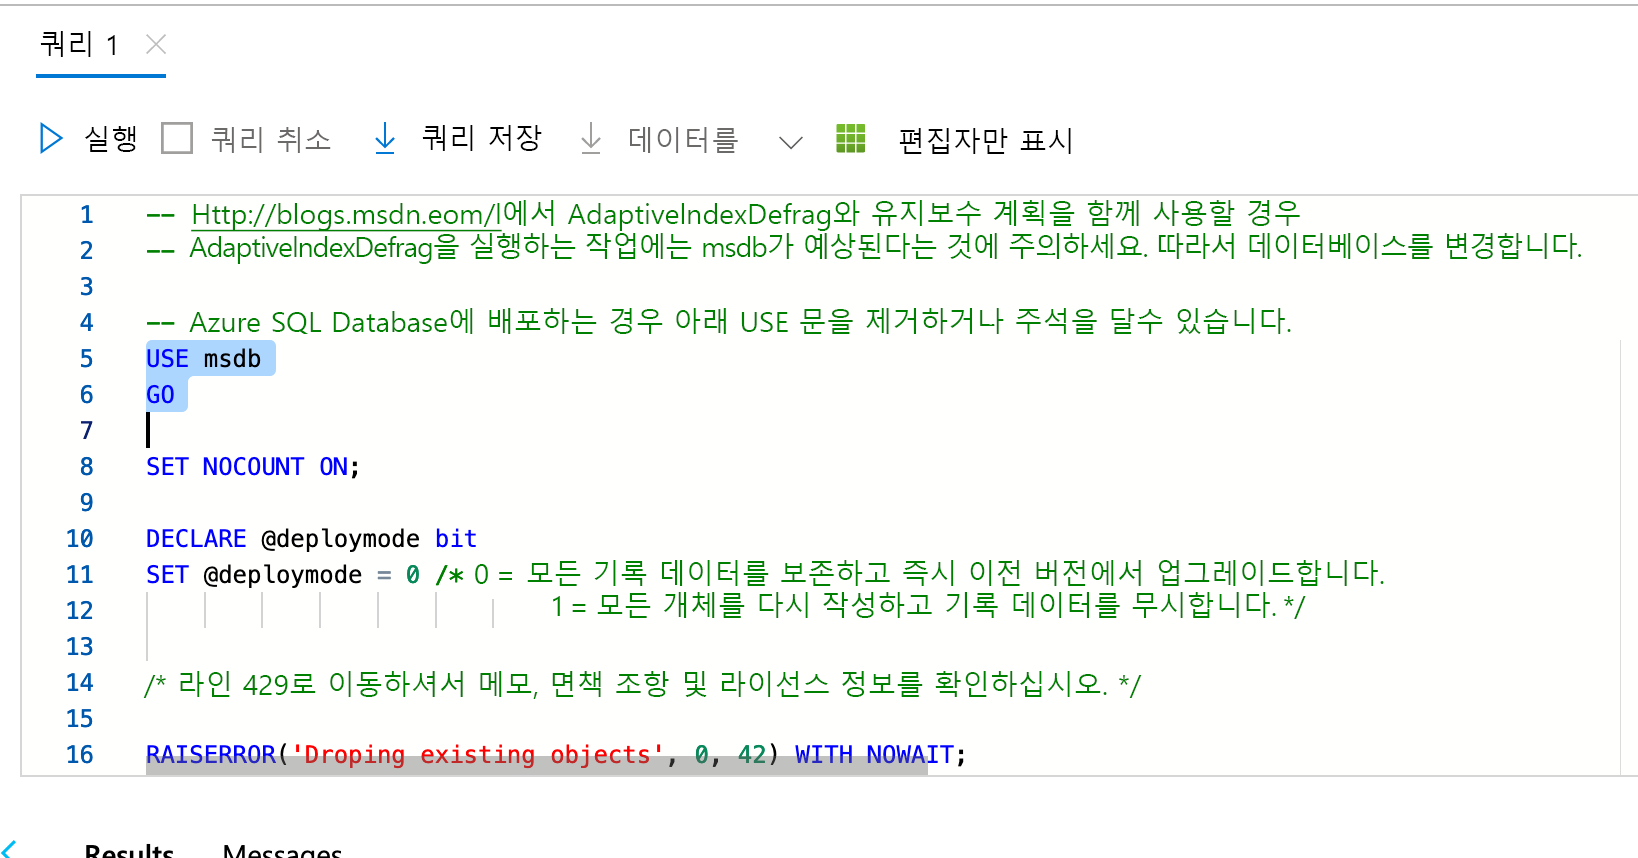 쿼리 1
실행 쿼리 취소 쿼리 저장 데이터를 편집자만 표시
1 -- Http://blogs.msdn.eom/l에서 AdaptiveIndexDefrag와 유지보수 계획을 함께 사용할 경우
2 -- AdaptiveIndexDefrag을 실행하는 작업에는 msdb가 예상된다는 것에 주의하세요. 따라서 데이터베이스를 변경합니다.
3
4 -- Azure SQL Database에 배포하는 경우 아래 USE 문을 제거하거나 주석을 달수 있습니다.
5 USE msdb
6 GO
7
8 SET NOCOUNT ON;
9
10 DECLARE @deploymode bit
11 SET @deploymode = 0 /* 0 = 모든 기록 데이터를 보존하고 즉시 이전 버전에서 업그레이드합니다.
12 1 = 모든 개체를 다시 작성하고 기록 데이터를 무시합니다. */
13
14 /* 라인 429로 이동하셔서 메모, 면책 조항 및 라이선스 정보를 확인하십시오. */
15
16 RAISERROR('Droping existing objects', 0, 42) WITH NOWAIT;
Results Messages